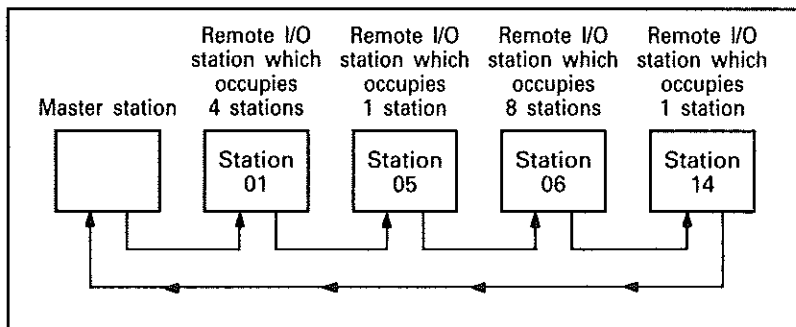 Remote I/O
station which
occupies
4 stations
Remote I/O
station which
occupies
1 station
Remote I/O
station which
occupies
8 stations
Remote I/O
station which
occupies
1 station
Master station
Station
01
Station
05
Station
06
Station
14